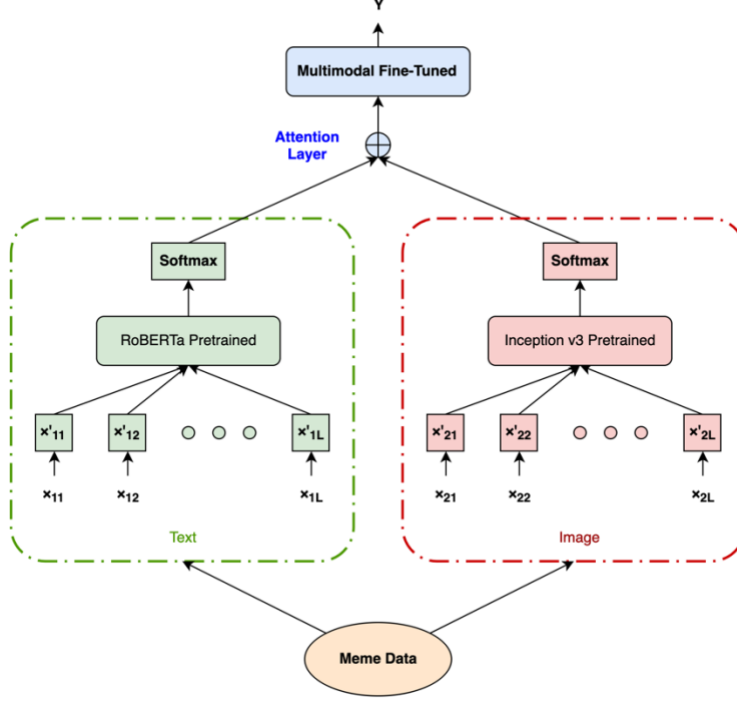 Y
Multimodal Fine-Tuned
Attention
Layer
Softmax
Softmax
RoBERTa Pretrained
Inception v3 Pretrained
x'11 x'12 x'1L
x'21 x'22 x'2L
x11 x12 x1L
x21 x22 x2L
Text
Image
Meme Data